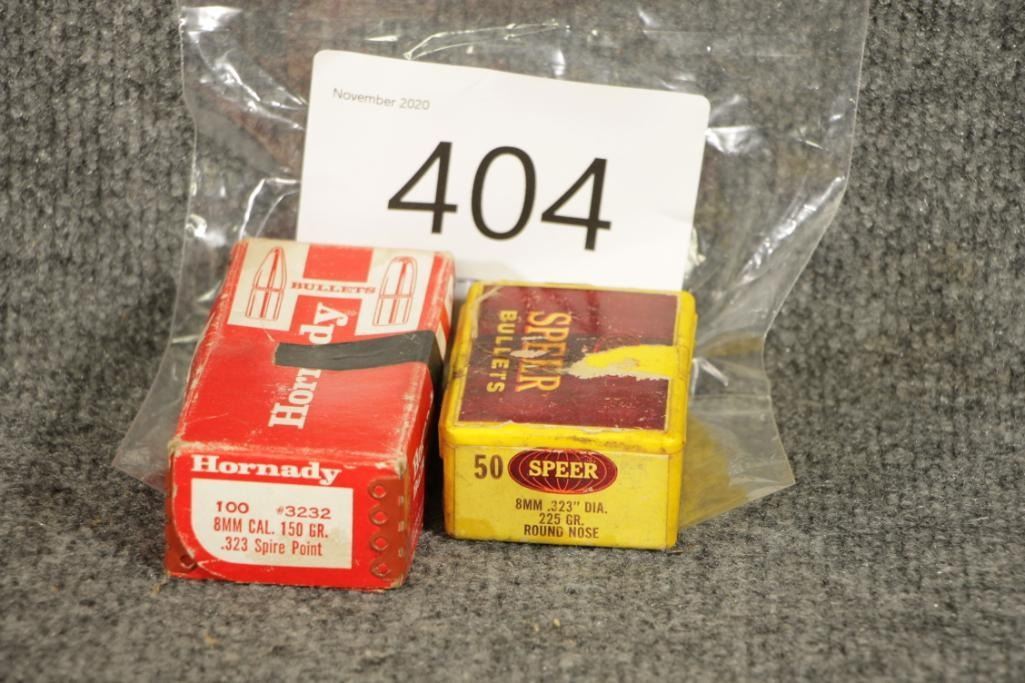 November 2020
404
BULLETS
Hornady
Hornady
100 #3232
8MM CAL. 150 GR.
.323 Spire Point
SPEER
BULLETS
50 SPEER
8MM .323" DIA.
225 GR.
ROUND NOSE